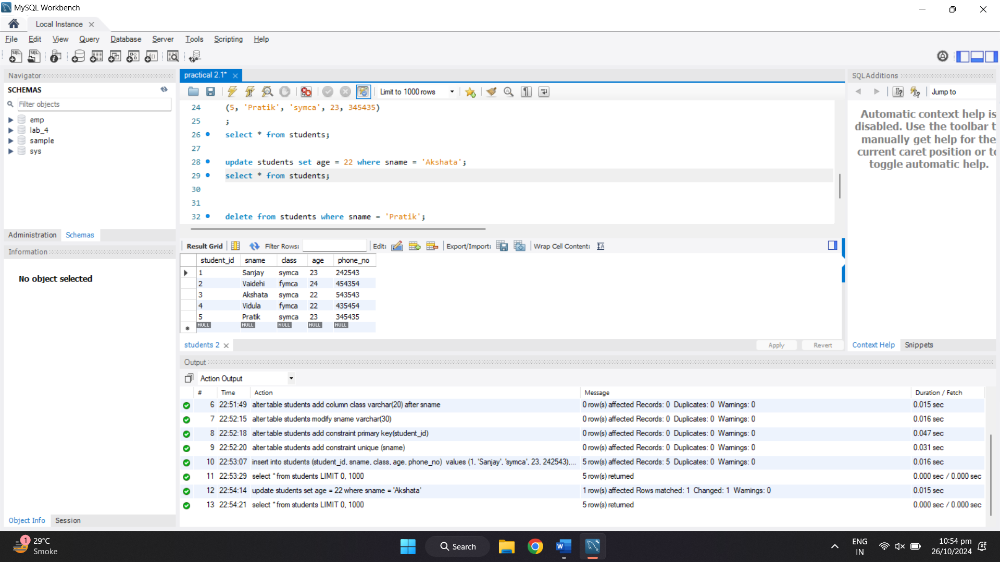 MySQL Workbench
Local Instance
File Edit View Query Database Server Tools Scripting Help
Navigator
SCHEMAS
Filter objects
emp
lab_4
sample
sys
Administration Schemas
Information
No object selected
Object Info Session
practical 2.1*
Limit to 1000 rows
24 (5, 'Pratik', 'symca', 23, 345435)
25 ;
26 select * from students;
27
28 update students set age = 22 where sname = 'Akshata';
29 select * from students;
30
31
32 delete from students where sname = 'Pratik';
Result Grid Filter Rows: Edit: Export/Import: Wrap Cell Content:
student_id sname class age phone_no
1 Sanjay symca 23 242543
2 Vaidehi fymca 24 454354
3 Akshata symca 22 543543
4 Vidula fymca 22 435454
5 Pratik symca 23 345435
NULL NULL NULL NULL NULL
students 2 Apply Revert
SQLAdditions
Jump to
Automatic context help is
disabled. Use the toolbar t
manually get help for the
current caret position or to
toggle automatic help.
Context Help Snippets
Output
Action Output
# Time Action Message Duration / Fetch
6 22:51:49 alter table students add column class varchar(20) after sname 0 row(s) affected Records: 0 Duplicates: 0 Warnings: 0 0.015 sec
7 22:52:15 alter table students modify sname varchar(30) 0 row(s) affected Records: 0 Duplicates: 0 Warnings: 0 0.016 sec
8 22:52:18 alter table students add constraint primary key(student_id) 0 row(s) affected Records: 0 Duplicates: 0 Warnings: 0 0.047 sec
9 22:52:20 alter table students add constraint unique (sname) 0 row(s) affected Records: 0 Duplicates: 0 Warnings: 0 0.031 sec
10 22:53:07 insert into students (student_id, sname, class, age, phone_no) values (1, 'Sanjay', 'symca', 23, 242543),... 5 row(s) affected Records: 5 Duplicates: 0 Warnings: 0 0.016 sec
11 22:53:29 select * from students LIMIT 0, 1000 5 row(s) returned 0.000 sec / 0.000 sec
12 22:54:14 update students set age = 22 where sname = 'Akshata' 1 row(s) affected Rows matched: 1 Changed: 1 Warnings: 0 0.015 sec
13 22:54:21 select * from students LIMIT 0, 1000 5 row(s) returned 0.000 sec / 0.000 sec
1
29°C
Smoke
Search
ENG
IN
10:54 pm
26/10/2024